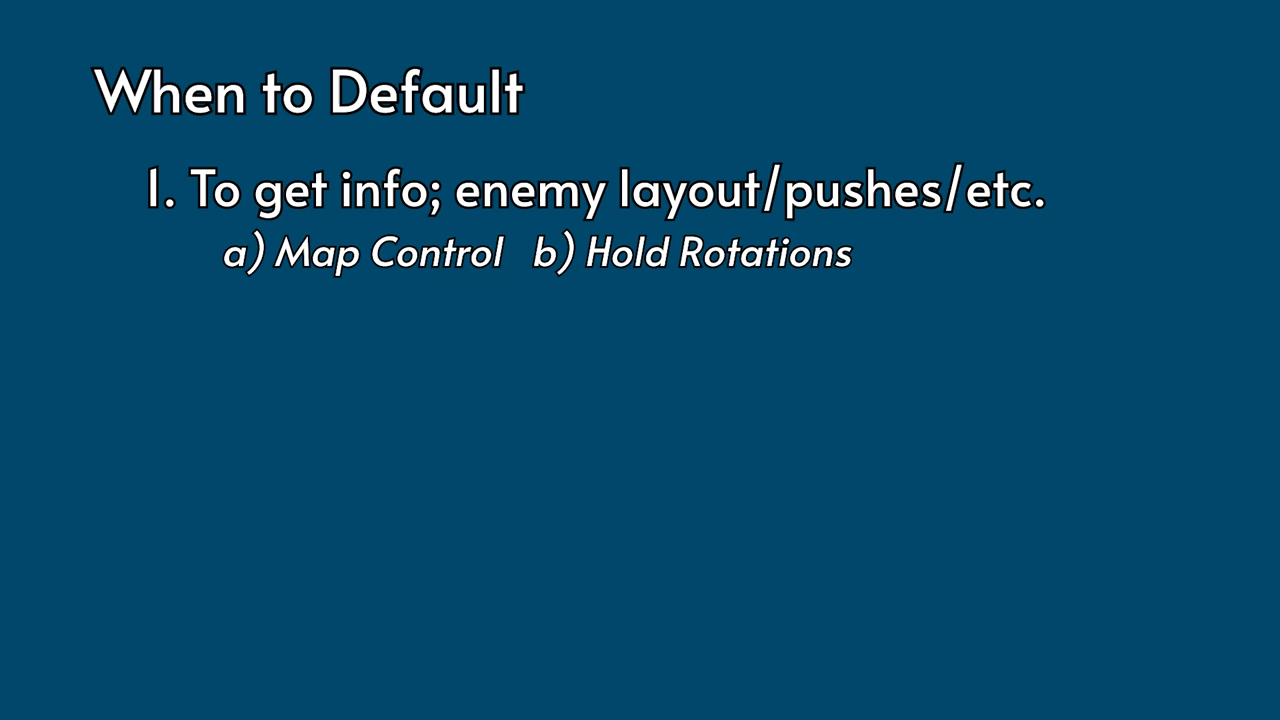 When to Default
1. To get info; enemy layout/pushes/etc.
a) Map Control b) Hold Rotations